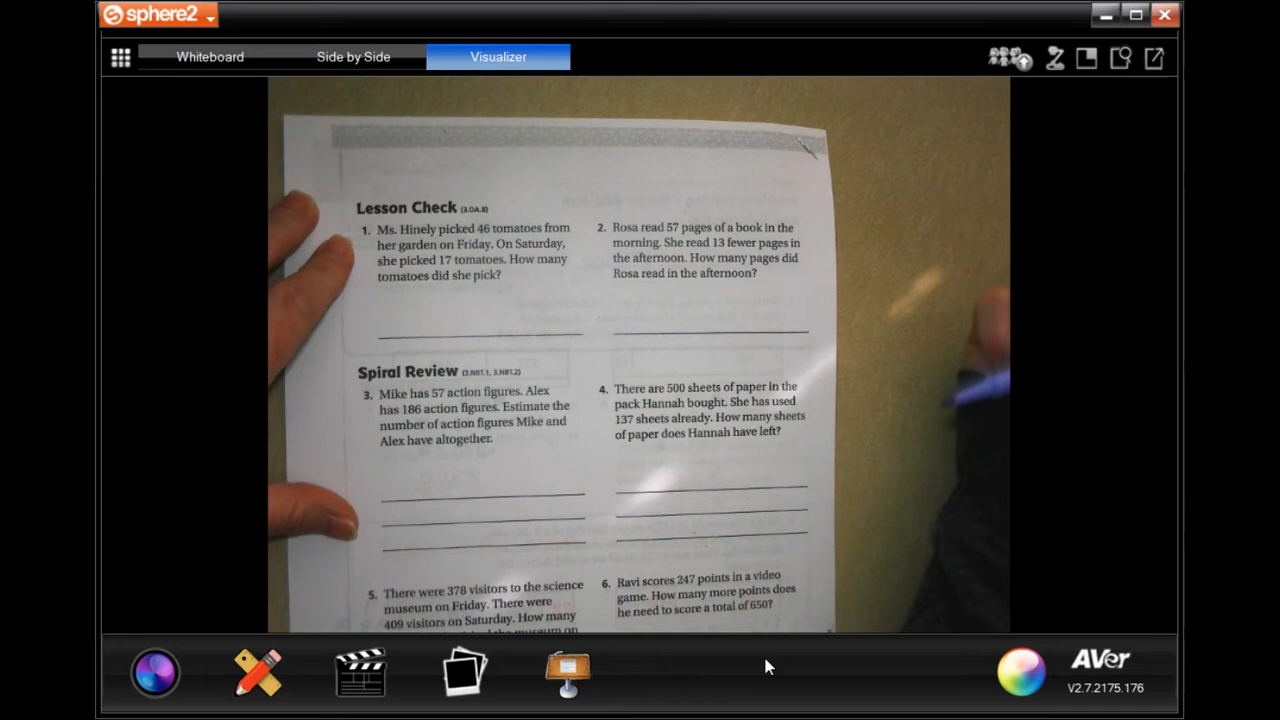 sphere2
Whiteboard
Side by Side
Visualizer
Lesson Check (3.OA.8)
1. Ms. Hinely picked 46 tomatoes from
her garden on Friday. On Saturday,
she picked 17 tomatoes. How many
tomatoes did she pick?
2. Rosa read 57 pages of a book in the
morning. She read 13 fewer pages in
the afternoon. How many pages did
Rosa read in the afternoon?
Spiral Review (3.NBT.1, 3.NBT.2)
3. Mike has 57 action figures. Alex
has 186 action figures. Estimate the
number of action figures Mike and
Alex have altogether.
4. There are 500 sheets of paper in the
pack Hannah bought. She has used
137 sheets already. How many sheets
of paper does Hannah have left?
5. There were 378 visitors to the science
museum on Friday. There were
409 visitors on Saturday. How many
museum on
6. Ravi scores 247 points in a video
game. How many more points does
he need to score a total of 650?
AVer
V2.7.2175.176